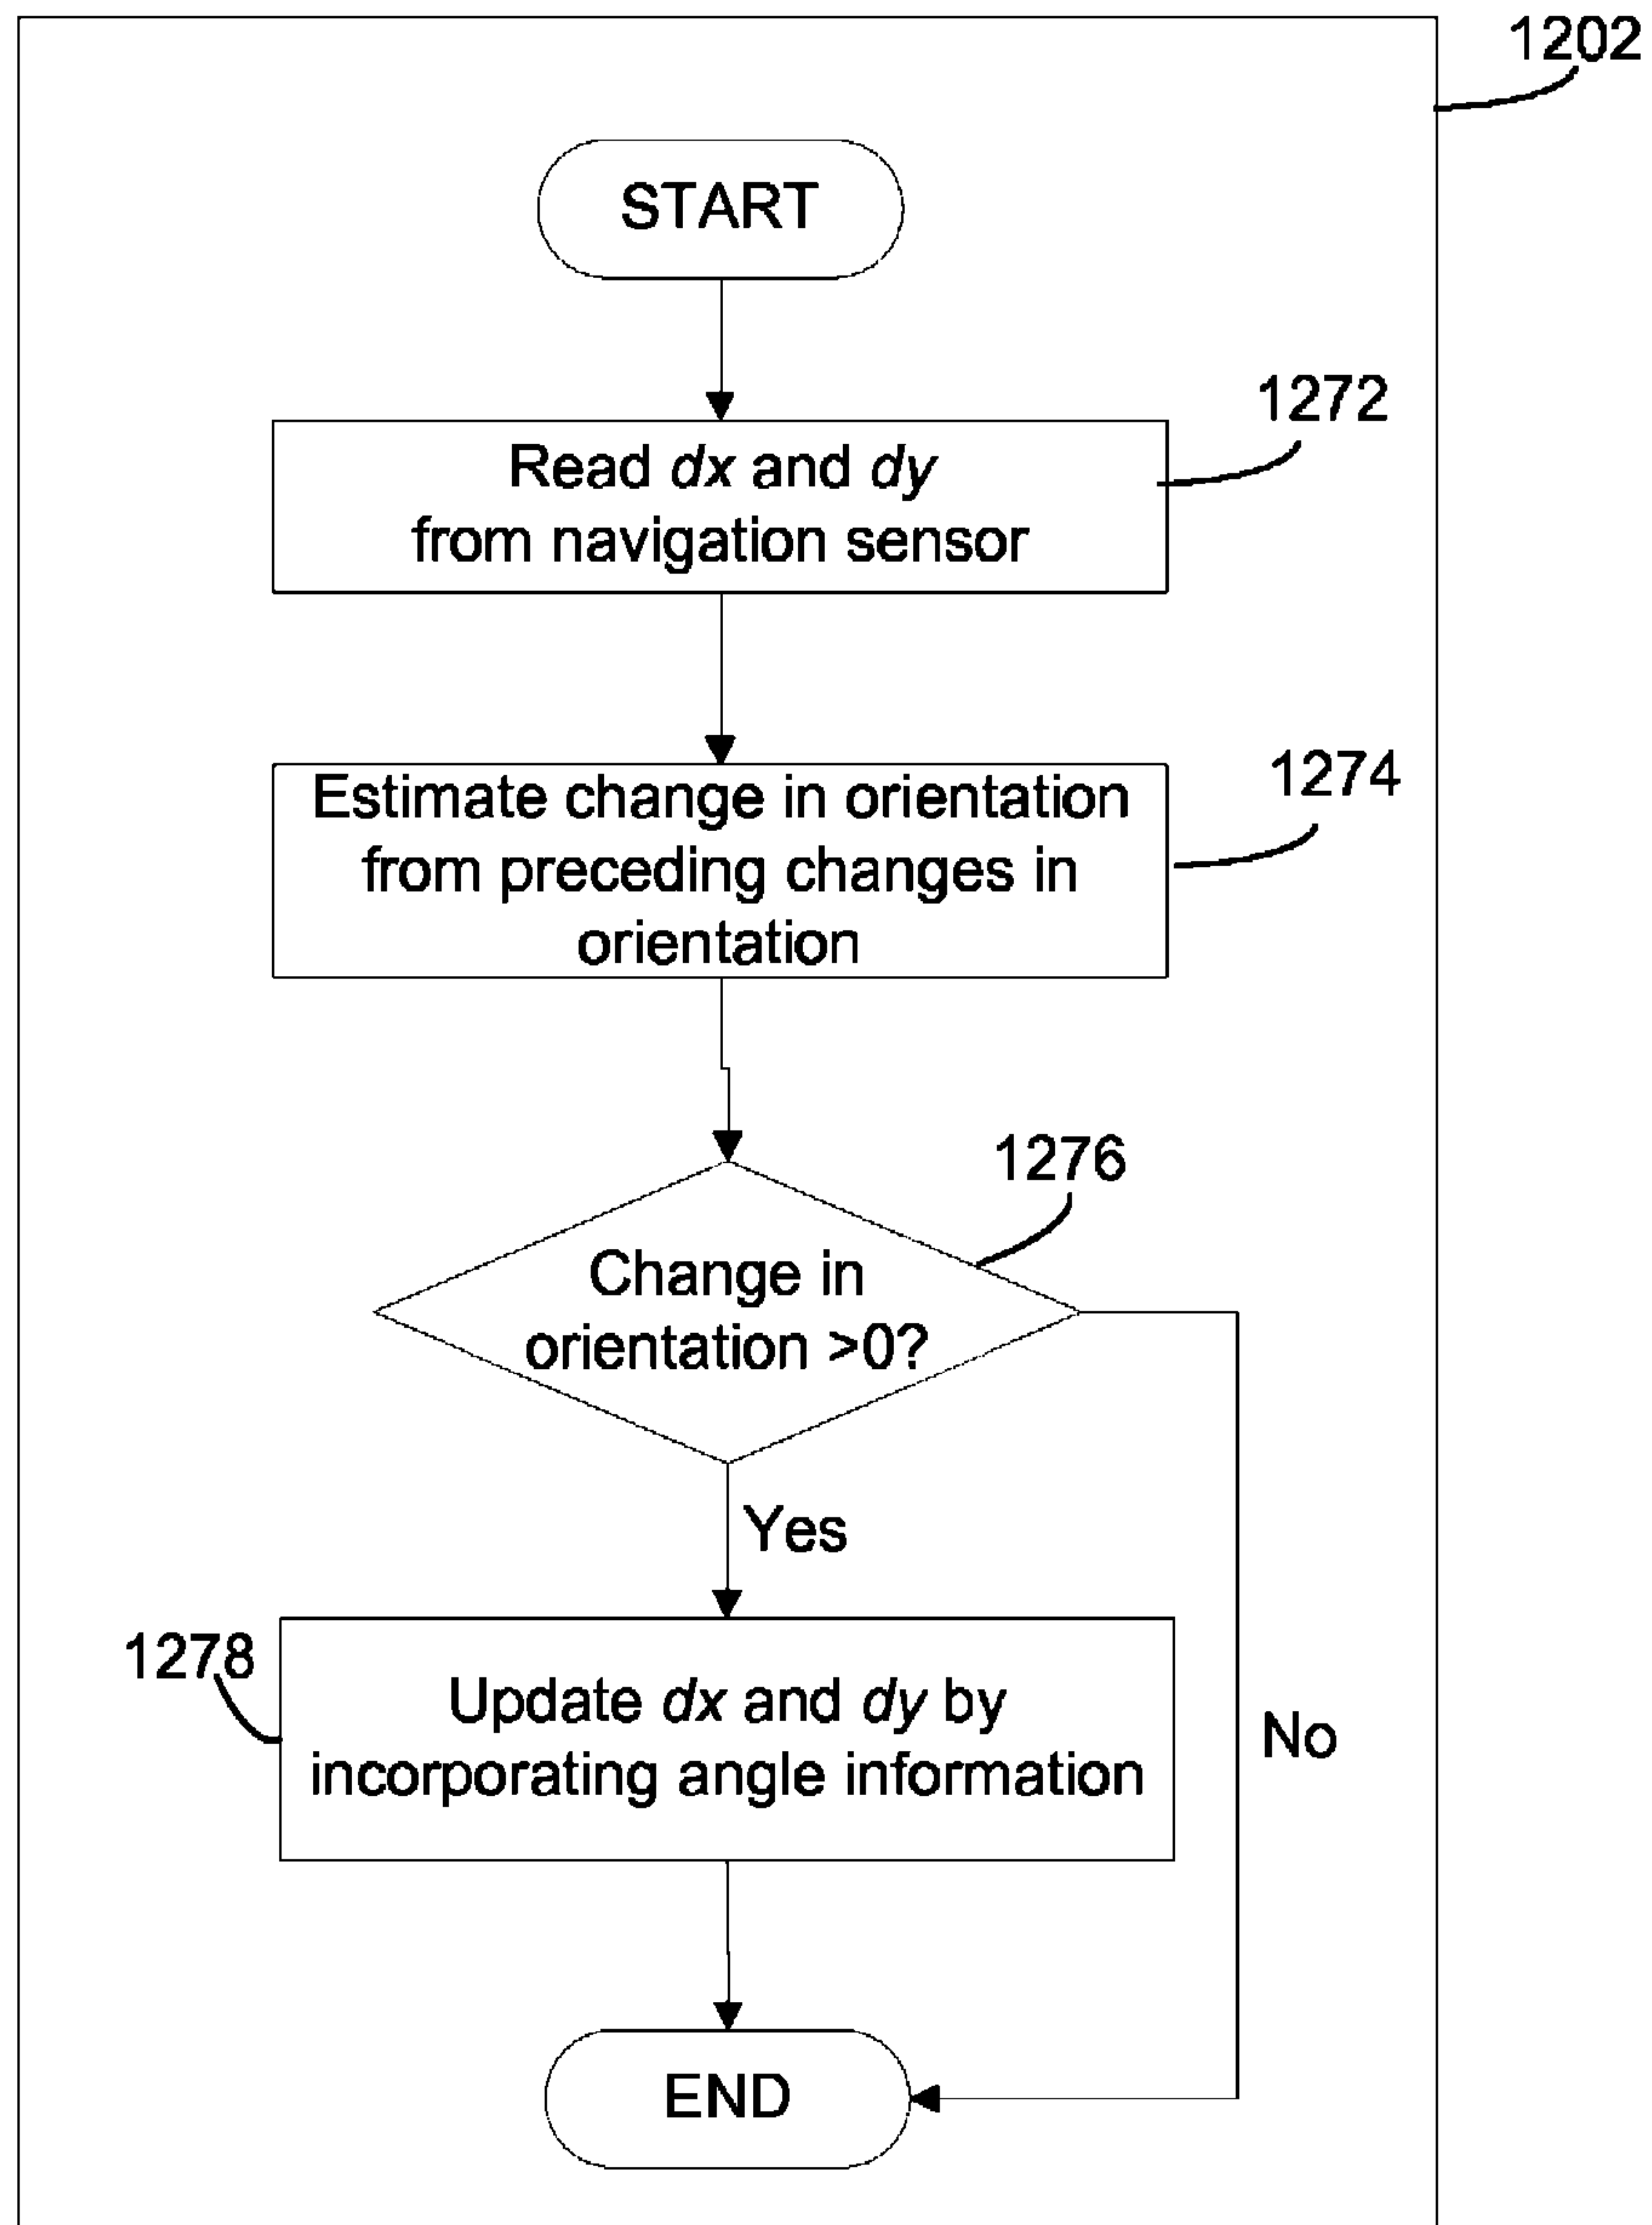 1202
START
1272
Read dx and dy
from navigation sensor
1274
Estimate change in orientation
from preceding changes in
orientation
1276
Change in
orientation >0?
Yes
1278
Update dx and dy by
incorporating angle information
No
END